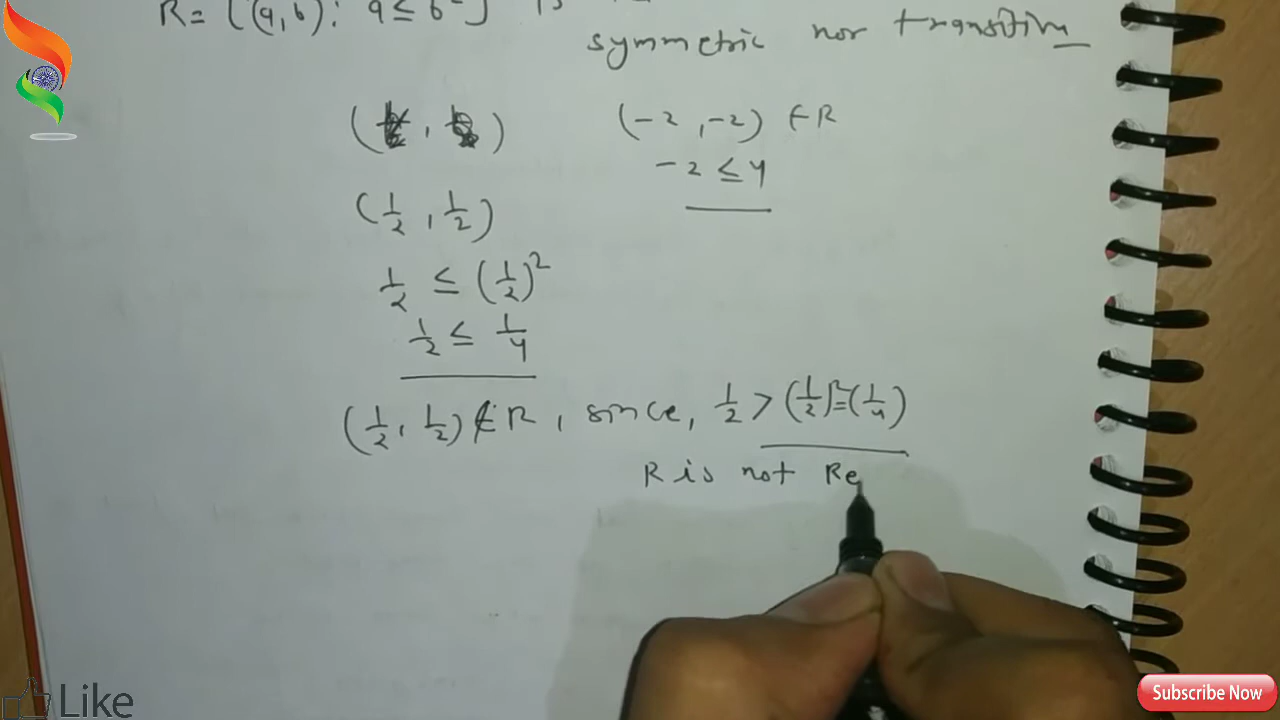 R = {(a,b): a ≤ b²} is
symmetric nor transitive
( , )
(-2, -2) ∈ R
-2 ≤ 4
(1/2, 1/2)
1/2 ≤ (1/2)²
1/2 ≤ 1/4
(1/2, 1/2) ∉ R, since, 1/2 > (1/2)² = (1/4)
R is not Re
Like
Subscribe Now